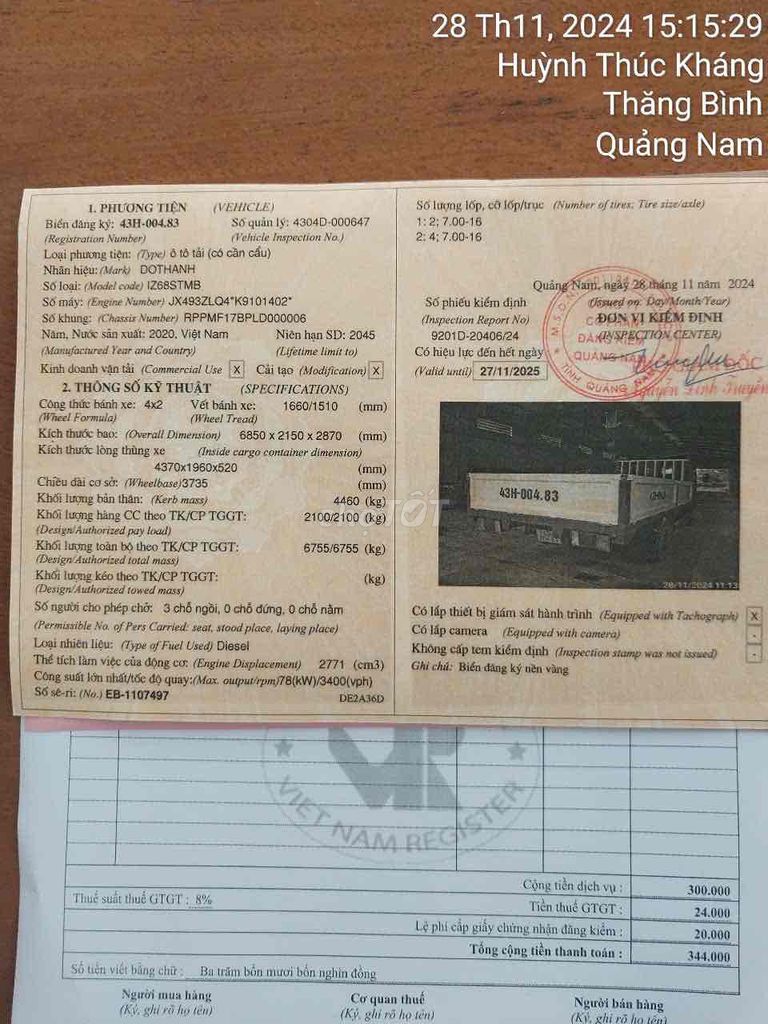 28 Th11, 2024 15:15:29
Huỳnh Thúc Kháng
Thăng Bình
Quảng Nam
1. PHƯƠNG TIỆN (VEHICLE)
Biển đăng ký: 43H-004.83 Số quản lý: 4304D-000647
(Registration Number) (Vehicle Inspection No.)
Loại phương tiện: (Type) ô tô tải (có cần cẩu)
Nhãn hiệu: (Mark) DOTHANH
Số loại: (Model code) IZ68STMB
Số máy: (Engine Number) JX493ZLQ4*K9101402*
Số khung: (Chassis Number) RPPMF17BPLD000006
Năm, Nước sản xuất: 2020, Việt Nam Niên hạn SD: 2045
(Manufactured Year and Country) (Lifetime limit to)
Kinh doanh vận tải (Commercial Use X Cải tạo (Modification) X
2. THÔNG SỐ KỸ THUẬT (SPECIFICATIONS)
Công thức bánh xe: 4x2 Vết bánh xe: 1660/1510 (mm)
(Wheel Formula) (Wheel Tread)
Kích thước bao: (Overall Dimension) 6850 x 2150 x 2870 (mm)
Kích thước lòng thùng xe (Inside cargo container dimension)
4370x1960x520 (mm)
Chiều dài cơ sở: (Wheelbase) 3735 (mm)
Khối lượng bản thân: (Kerb mass) 4460 (kg)
Khối lượng hàng CC theo TK/CP TGGT: 2100/2100 (kg)
(Design/Authorized pay load)
Khối lượng toàn bộ theo TK/CP TGGT: 6755/6755 (kg)
(Design/Authorized total mass)
Khối lượng kéo theo TK/CP TGGT: (kg)
(Design/Authorized towed mass)
Số người cho phép chở: 3 chỗ ngồi, 0 chỗ đứng, 0 chỗ nằm
(Permissible No. of Pers Carried: seat, stood place, laying place)
Loại nhiên liệu: (Type of Fuel Used) Diesel
Thể tích làm việc của động cơ: (Engine Displacement) 2771 (cm3)
Công suất lớn nhất/tốc độ quay: (Max. output/rpm) 78(kW)/3400(vph)
Số sê-ri: (No.) EB-1107497 DE2A36D
Số lượng lốp, cỡ lốp/trục (Number of tires; Tire size/axle)
1: 2; 7.00-16
2: 4; 7.00-16
Quảng Nam, ngày 28 tháng 11 năm 2024
Số phiếu kiểm định (Issued on: Day/Month/Year)
(Inspection Report No) ĐƠN VỊ KIỂM ĐỊNH
9201D-20406/24 (INSPECTION CENTER)
Có hiệu lực đến hết ngày
(Valid until) 27/11/2025
CỔ PHẦN
ĐĂNG KIỂM
QUẢNG NAM
TỈNH QUẢNG NAM
43H-004.83
28/11/2024 11:13
Có lắp thiết bị giám sát hành trình (Equipped with Tachograph) X
Có lắp camera (Equipped with camera) -
Không cấp tem kiểm định (Inspection stamp was not issued) -
Ghi chú: Biển đăng ký nền vàng
VIET NAM REGISTER
Cộng tiền dịch vụ : 300.000
Thuế suất thuế GTGT : 8% Tiền thuế GTGT : 24.000
Lệ phí cấp giấy chứng nhận đăng kiểm : 20.000
Tổng cộng tiền thanh toán : 344.000
Số tiền viết bằng chữ : Ba trăm bốn mươi bốn nghìn đồng
Người mua hàng Cơ quan thuế Người bán hàng
(Ký, ghi rõ họ tên) (Ký, ghi rõ họ tên) (Ký, ghi rõ họ tên)